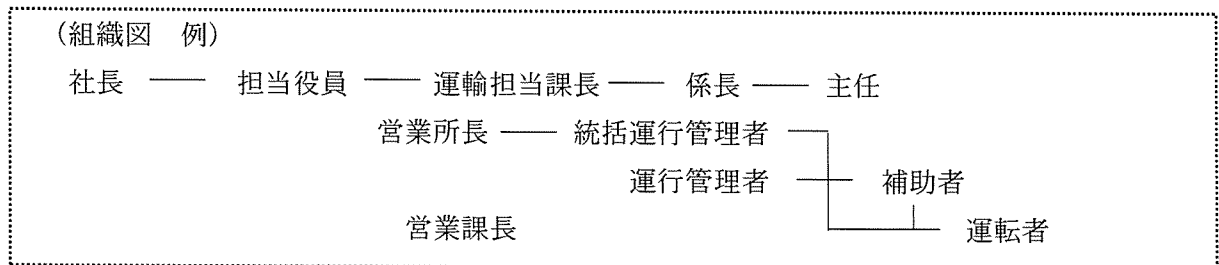 （組織図　例）
社長　担当役員　運輸担当課長　係長　主任
営業所長　統括運行管理者
運行管理者　補助者
営業課長　運転者